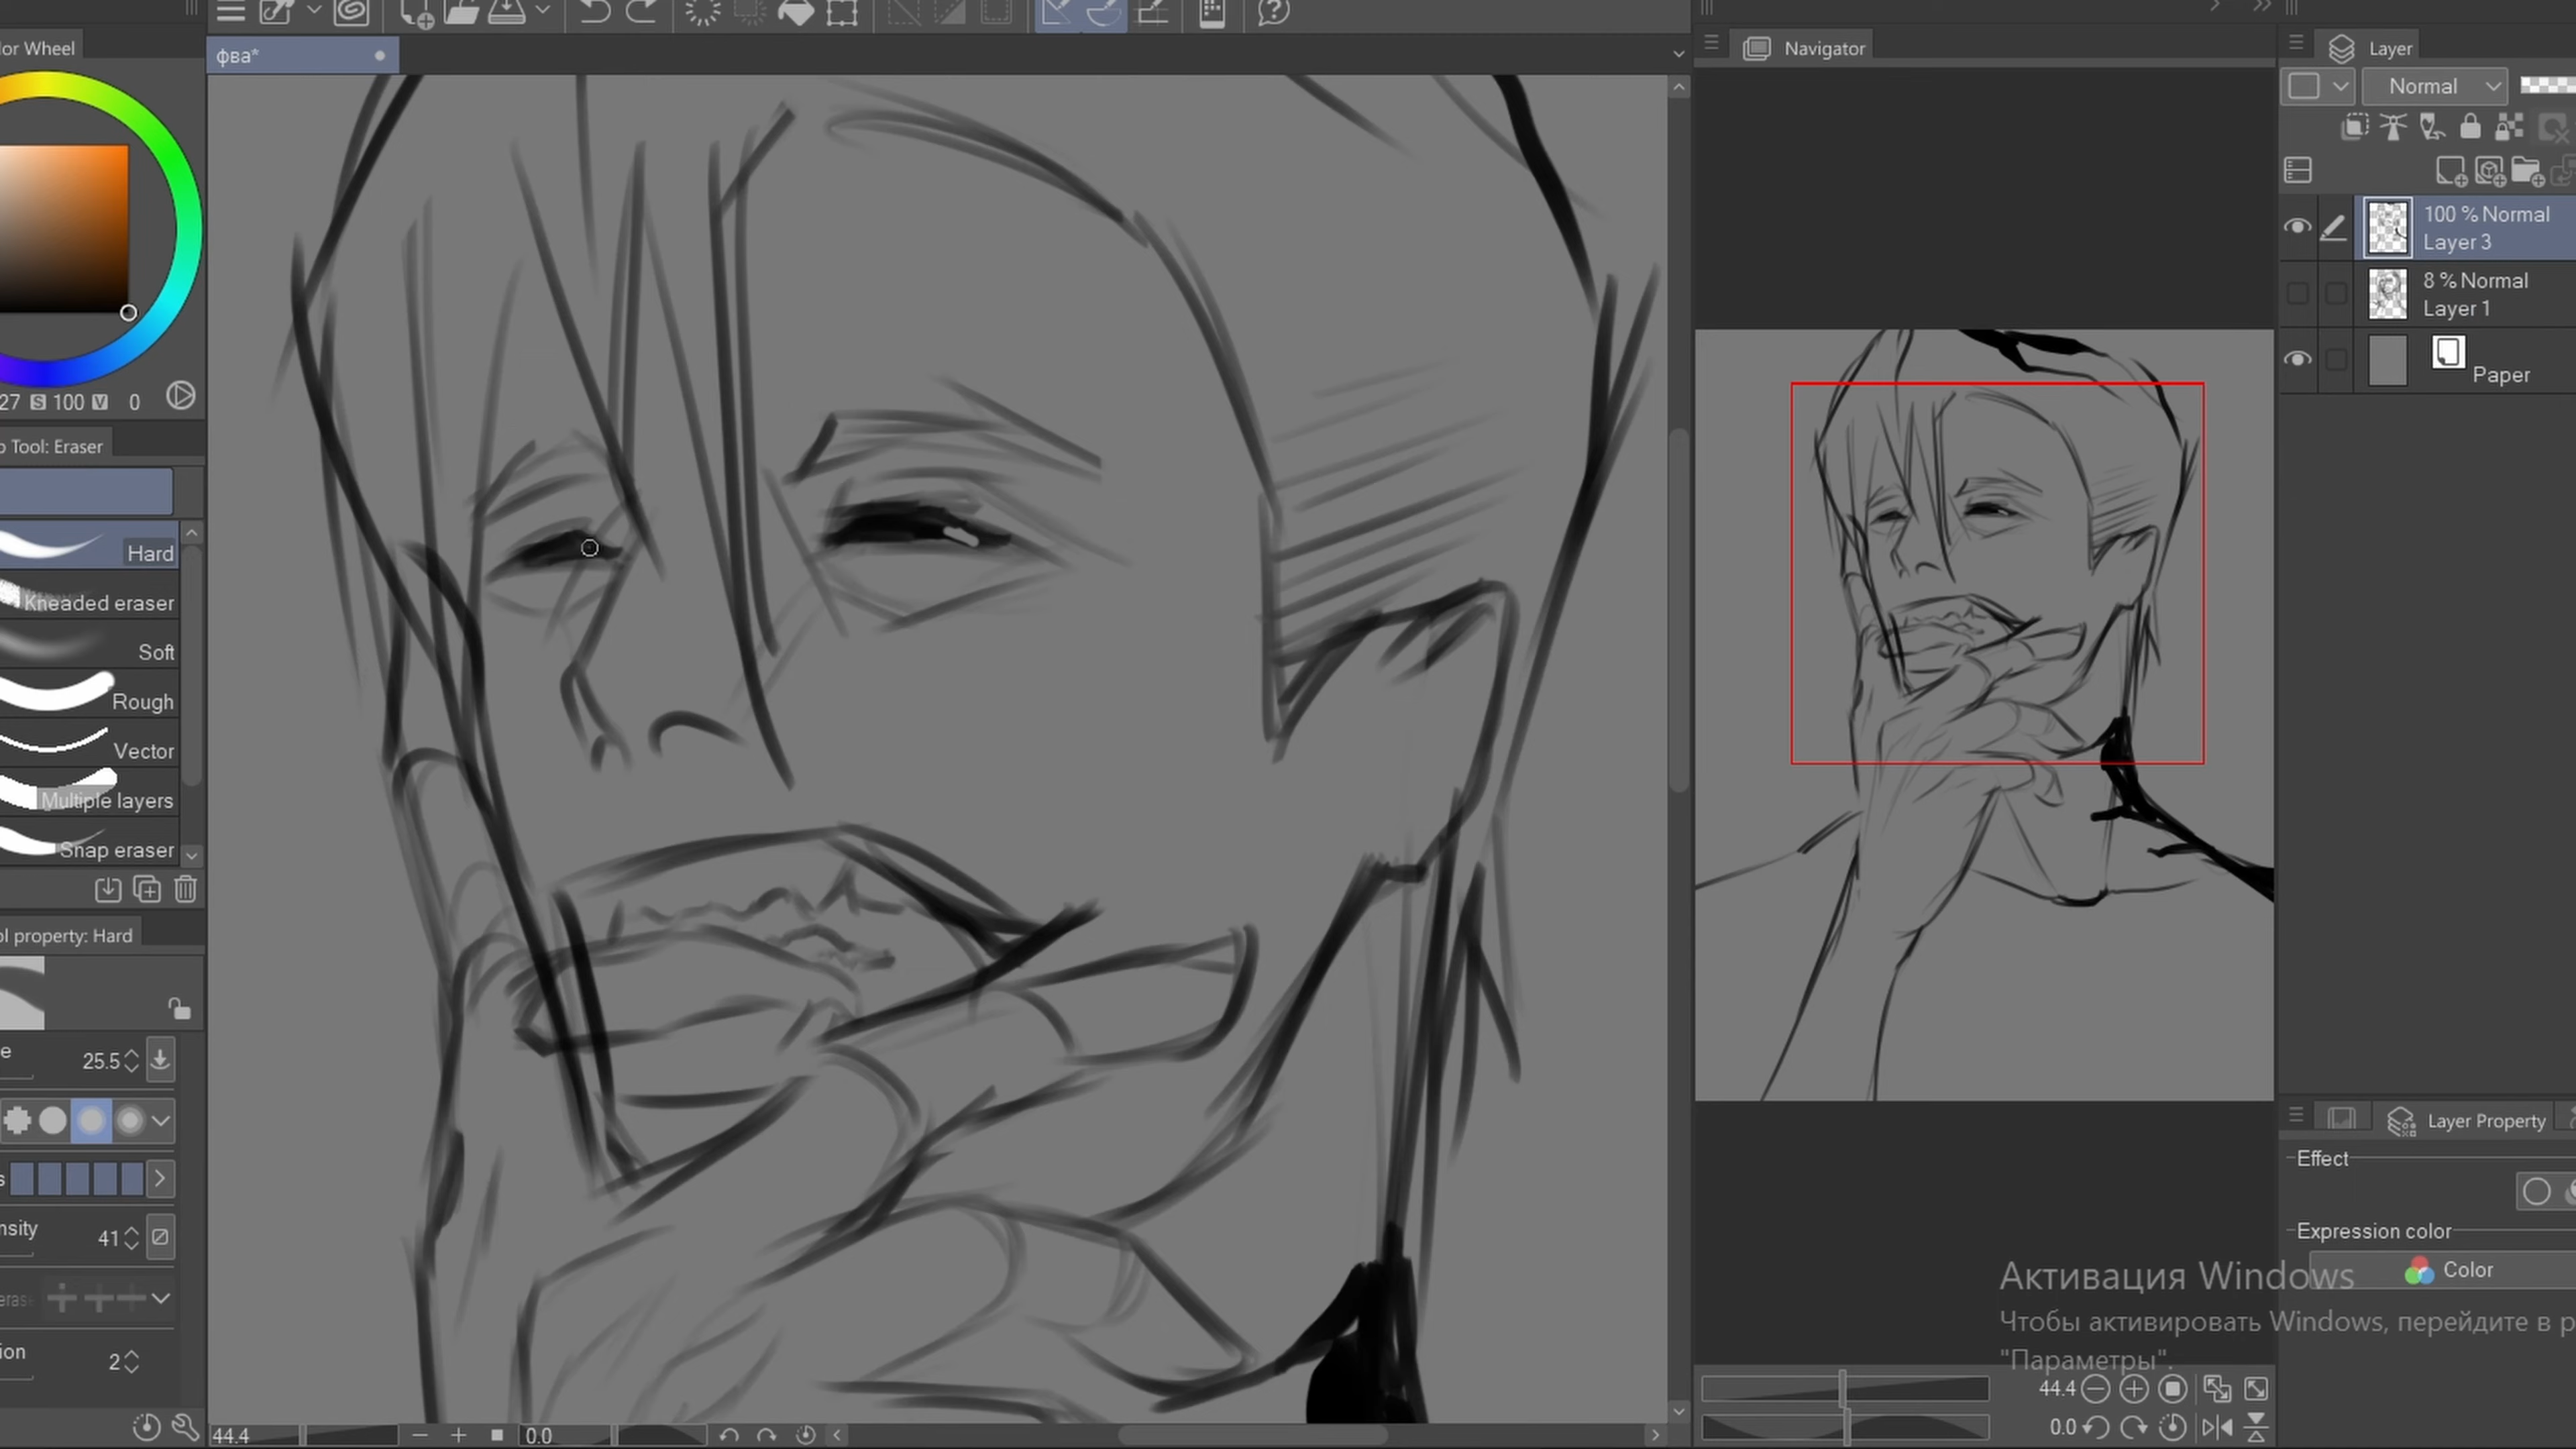 lor Wheel
27 S 100 V 0
b Tool: Eraser
Hard
Kneaded eraser
Soft
Rough
Vector
Multiple layers
Snap eraser
ol property: Hard
e 25.5
s
nsity 41
eras
ion 2
фва*
44.4
0.0
Navigator
44.4
0.0
Layer
Normal
100 % Normal
Layer 3
8 % Normal
Layer 1
Paper
Layer Property
Effect
Expression color
Color
Активация Windows
Чтобы активировать Windows, перейдите в р
"Параметры".